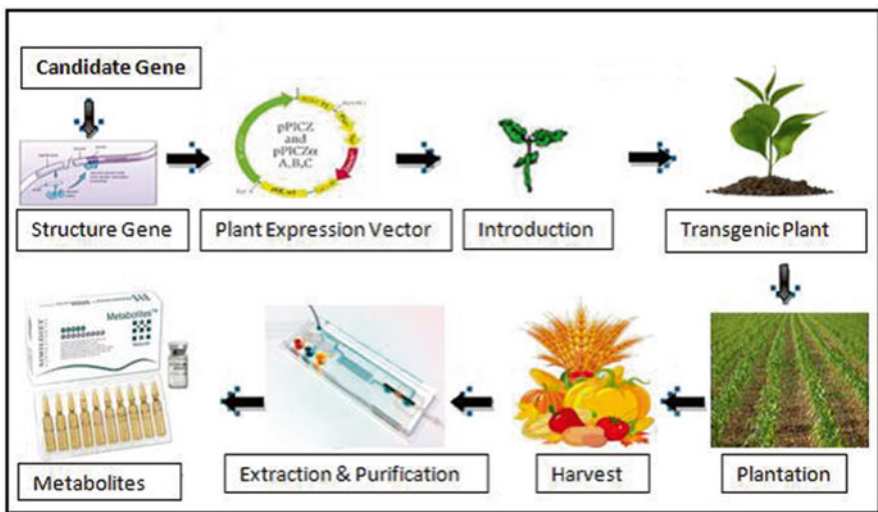 Candidate Gene
pPICZ
and
pPICZα
A,B,C
Structure Gene
Plant Expression Vector
Introduction
Transgenic Plant
Metabolites
Metabolites
Extraction & Purification
Harvest
Plantation